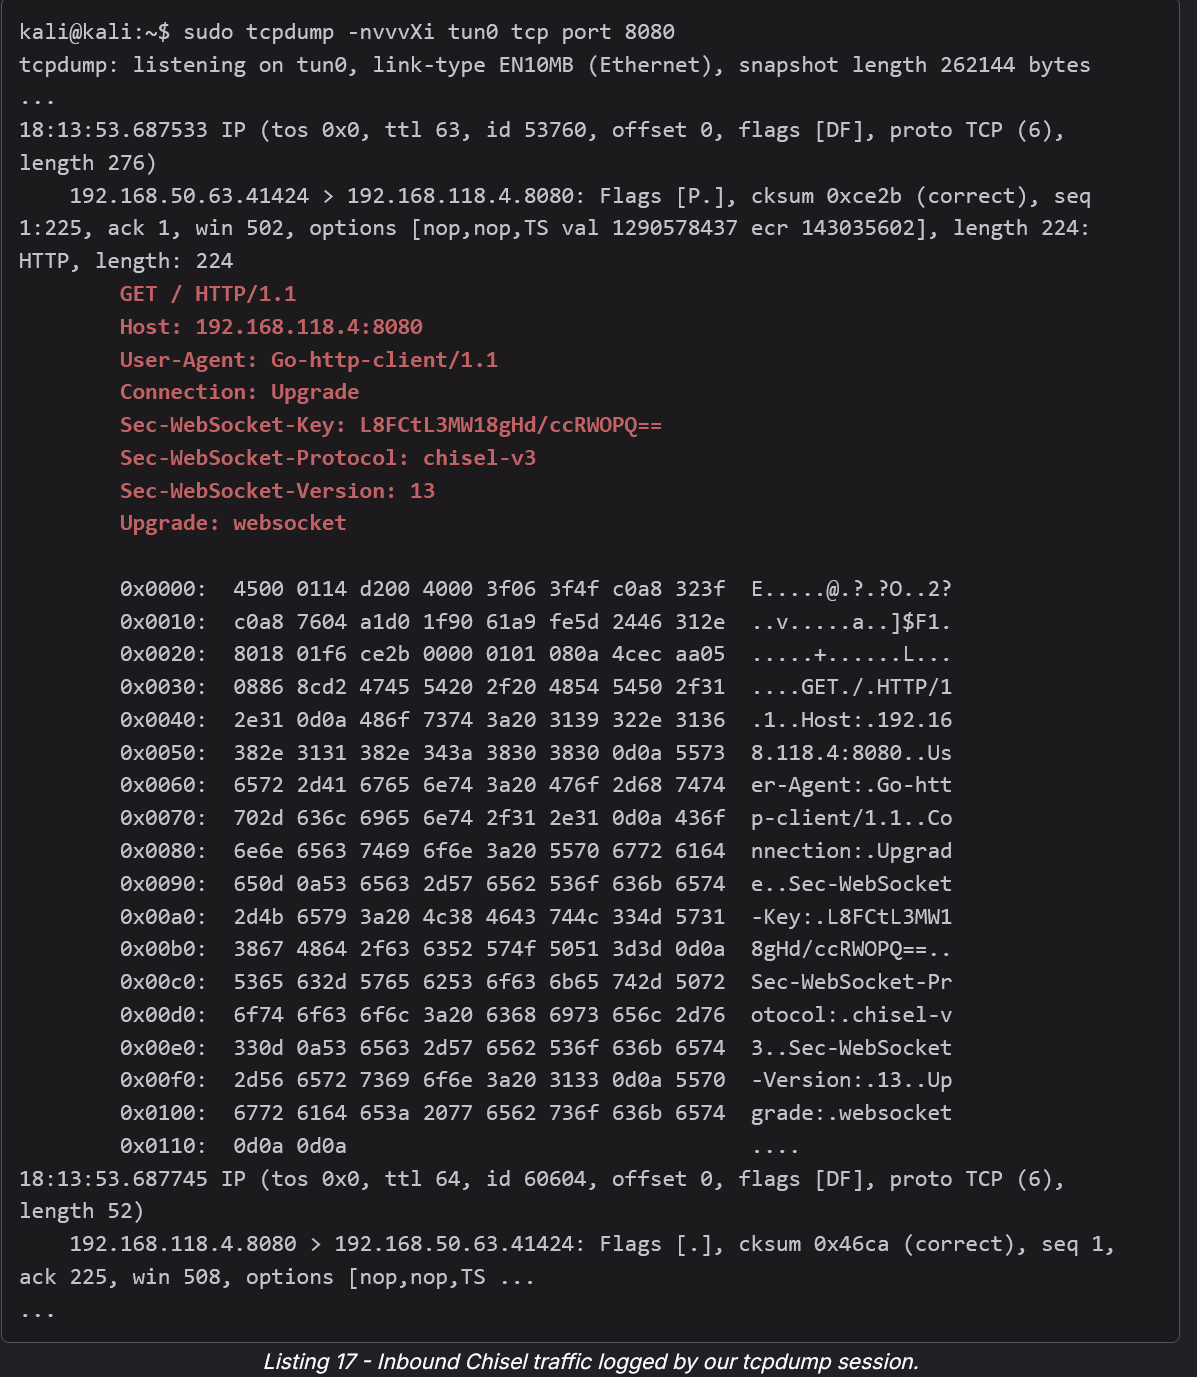 kali@kali:~$ sudo tcpdump -nvvvXi tun0 tcp port 8080
tcpdump: listening on tun0, link-type EN10MB (Ethernet), snapshot length 262144 bytes
...
18:13:53.687533 IP (tos 0x0, ttl 63, id 53760, offset 0, flags [DF], proto TCP (6),
length 276)
    192.168.50.63.41424 > 192.168.118.4.8080: Flags [P.], cksum 0xce2b (correct), seq
1:225, ack 1, win 502, options [nop,nop,TS val 1290578437 ecr 143035602], length 224:
HTTP, length: 224
        GET / HTTP/1.1
        Host: 192.168.118.4:8080
        User-Agent: Go-http-client/1.1
        Connection: Upgrade
        Sec-WebSocket-Key: L8FCtL3MW18gHd/ccRWOPQ==
        Sec-WebSocket-Protocol: chisel-v3
        Sec-WebSocket-Version: 13
        Upgrade: websocket

        0x0000:  4500 0114 d200 4000 3f06 3f4f c0a8 323f  E.....@.?.?O..2?
        0x0010:  c0a8 7604 a1d0 1f90 61a9 fe5d 2446 312e  ..v.....a..]$F1.
        0x0020:  8018 01f6 ce2b 0000 0101 080a 4cec aa05  .....+......L...
        0x0030:  0886 8cd2 4745 5420 2f20 4854 5450 2f31  ....GET./.HTTP/1
        0x0040:  2e31 0d0a 486f 7374 3a20 3139 322e 3136  .1..Host:.192.16
        0x0050:  382e 3131 382e 343a 3830 3830 0d0a 5573  8.118.4:8080..Us
        0x0060:  6572 2d41 6765 6e74 3a20 476f 2d68 7474  er-Agent:.Go-htt
        0x0070:  702d 636c 6965 6e74 2f31 2e31 0d0a 436f  p-client/1.1..Co
        0x0080:  6e6e 6563 7469 6f6e 3a20 5570 6772 6164  nnection:.Upgrad
        0x0090:  650d 0a53 6563 2d57 6562 536f 636b 6574  e..Sec-WebSocket
        0x00a0:  2d4b 6579 3a20 4c38 4643 744c 334d 5731  -Key:.L8FCtL3MW1
        0x00b0:  3867 4864 2f63 6352 574f 5051 3d3d 0d0a  8gHd/ccRWOPQ==..
        0x00c0:  5365 632d 5765 6253 6f63 6b65 742d 5072  Sec-WebSocket-Pr
        0x00d0:  6f74 6f63 6f6c 3a20 6368 6973 656c 2d76  otocol:.chisel-v
        0x00e0:  330d 0a53 6563 2d57 6562 536f 636b 6574  3..Sec-WebSocket
        0x00f0:  2d56 6572 7369 6f6e 3a20 3133 0d0a 5570  -Version:.13..Up
        0x0100:  6772 6164 653a 2077 6562 736f 636b 6574  grade:.websocket
        0x0110:  0d0a 0d0a                                ....
18:13:53.687745 IP (tos 0x0, ttl 64, id 60604, offset 0, flags [DF], proto TCP (6),
length 52)
    192.168.118.4.8080 > 192.168.50.63.41424: Flags [.], cksum 0x46ca (correct), seq 1,
ack 225, win 508, options [nop,nop,TS ...
...
Listing 17 - Inbound Chisel traffic logged by our tcpdump session.